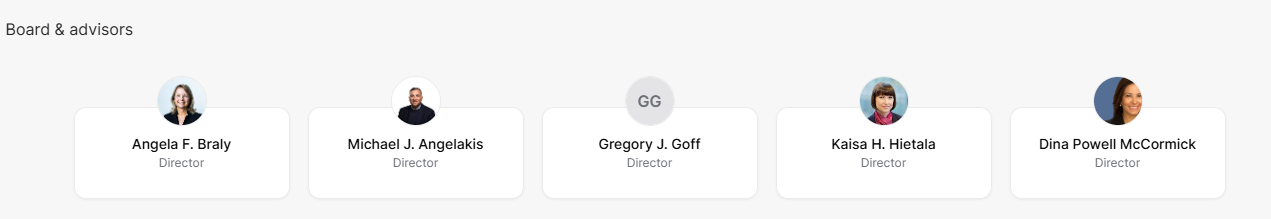 Board & advisors
GG
Angela F. Braly
Director
Michael J. Angelakis
Director
Gregory J. Goff
Director
Kaisa H. Hietala
Director
Dina Powell McCormick
Director